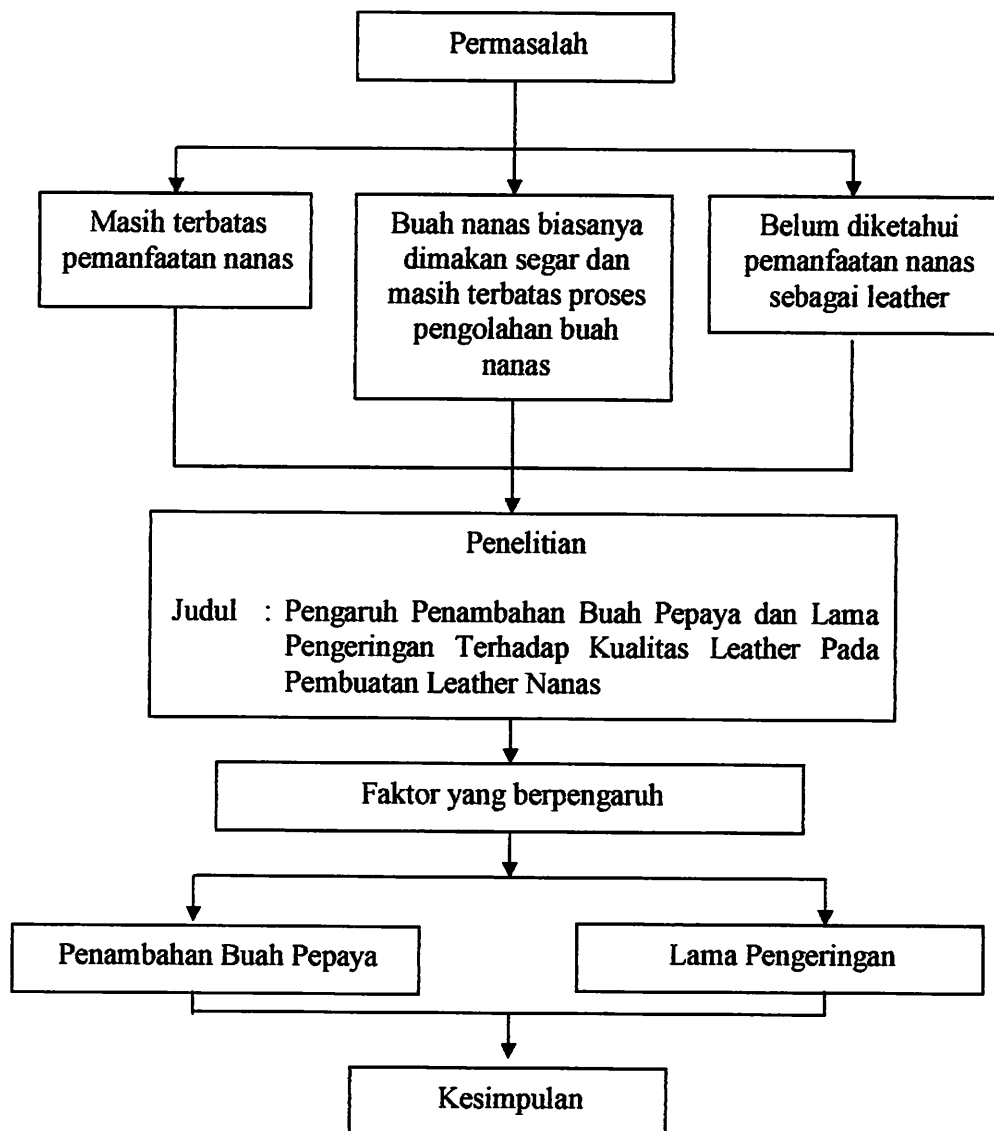 Permasalah
Masih terbatas
pemanfaatan nanas
Buah nanas biasanya
dimakan segar dan
masih terbatas proses
pengolahan buah
nanas
Belum diketahui
pemanfaatan nanas
sebagai leather
Penelitian
Judul : Pengaruh Penambahan Buah Pepaya dan Lama
Pengeringan Terhadap Kualitas Leather Pada
Pembuatan Leather Nanas
Faktor yang berpengaruh
Penambahan Buah Pepaya
Lama Pengeringan
Kesimpulan